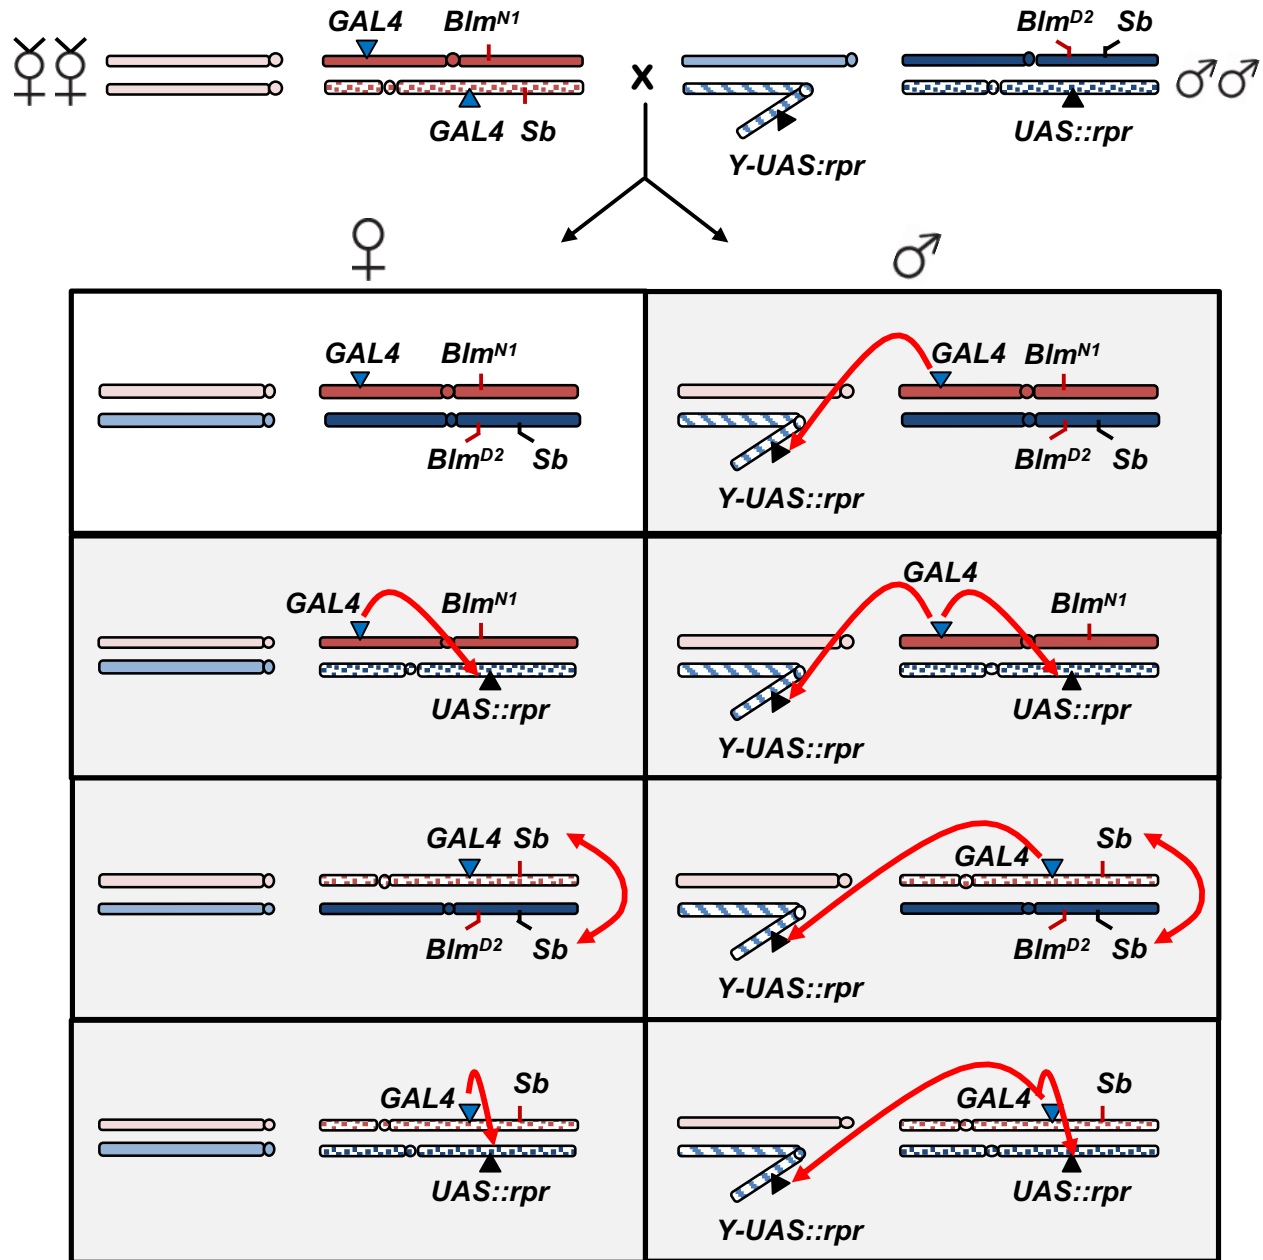 GAL4 Blm^N1 Blm^D2 Sb
GAL4 Sb UAS::rpr
Y-UAS:rpr
GAL4 Blm^N1 GAL4 Blm^N1
Blm^D2 Sb Blm^D2 Sb
Y-UAS::rpr
GAL4
GAL4 Blm^N1 Blm^N1
UAS::rpr UAS::rpr
Y-UAS::rpr
GAL4 Sb Sb
GAL4
Blm^D2 Sb Blm^D2 Sb
Y-UAS::rpr
Sb Sb
GAL4 GAL4
UAS::rpr UAS::rpr
Y-UAS::rpr